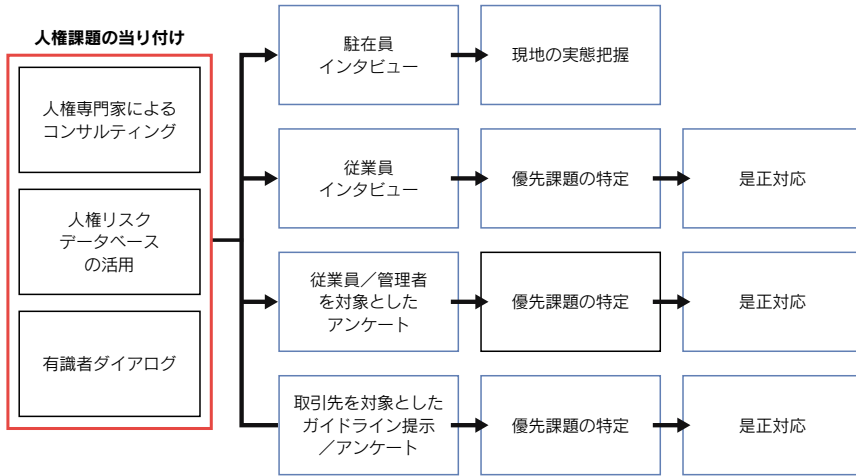 人権課題の当り付け
人権専門家による
コンサルティング
人権リスク
データベース
の活用
有識者ダイアログ
駐在員
インタビュー
現地の実態把握
従業員
インタビュー
優先課題の特定
是正対応
従業員／管理者
を対象とした
アンケート
優先課題の特定
是正対応
取引先を対象とした
ガイドライン提示
／アンケート
優先課題の特定
是正対応